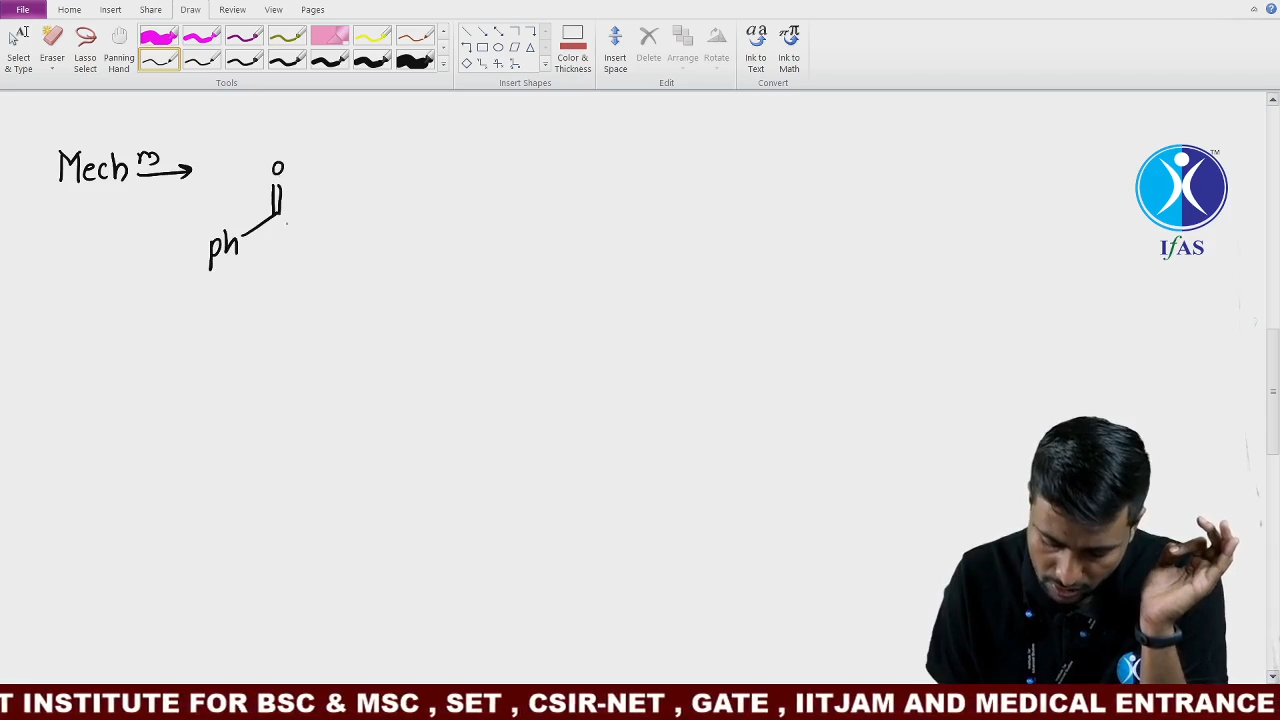 File Home Insert Share Draw Review View Pages
Select & Type Eraser Lasso Select Panning Hand Color & Thickness Insert Space Delete Arrange Rotate Ink to Text Ink to Math
Tools Insert Shapes Edit Convert
Mech m
O
ph
TM
IfAS
T INSTITUTE FOR BSC & MSC , SET , CSIR-NET , GATE , IITJAM AND MEDICAL ENTRANCE